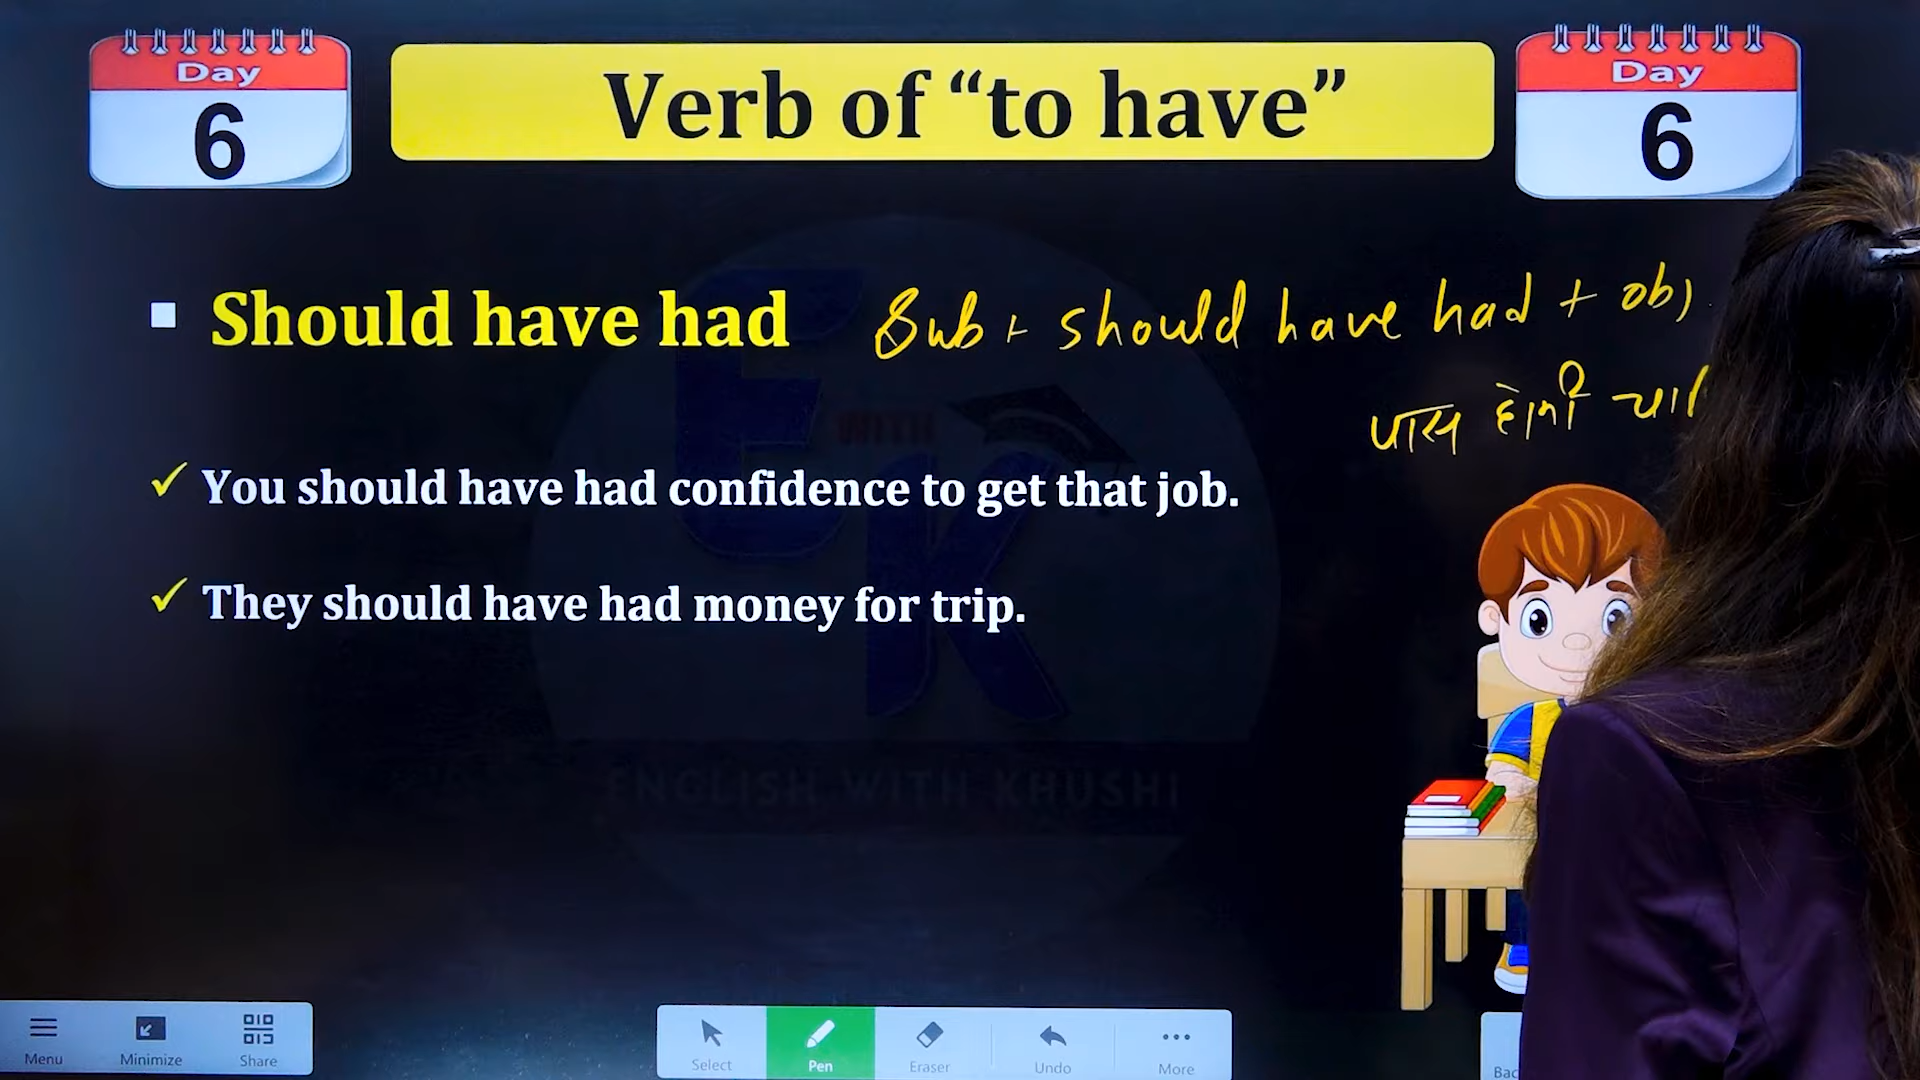 Day
6
Verb of “to have”
Day
6
Should have had
Sub + should have had + obj
पास होनी
You should have had confidence to get that job.
They should have had money for trip.
WITH
EK
ENGLISH WITH KHUSHI
Menu
Minimize
Share
Select
Pen
Eraser
Undo
More